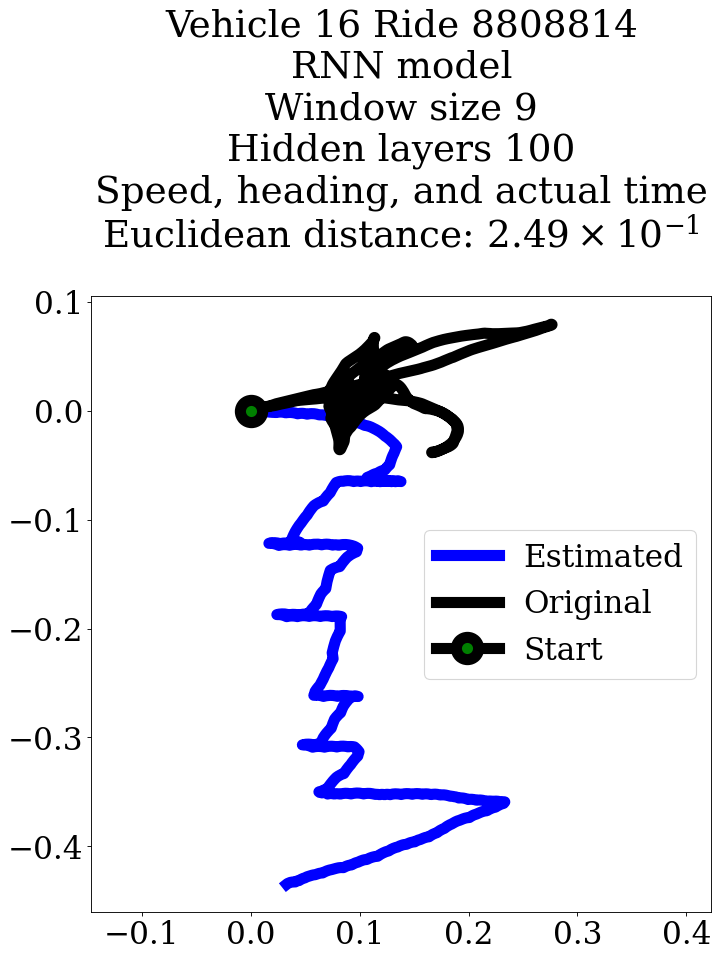 Vehicle 16 Ride 8808814
RNN model
Window size 9
Hidden layers 100
Speed, heading, and actual time
Euclidean distance: 2.49 × 10⁻¹
0.1
0.0
−0.1
−0.2
−0.3
−0.4
Estimated
Original
Start
−0.1 0.0 0.1 0.2 0.3 0.4